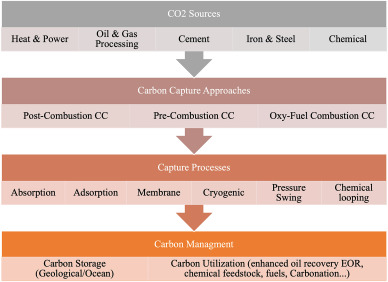 CO2 Sources
Heat & Power
Oil & Gas
Processing
Cement
Iron & Steel
Chemical
Carbon Capture Approaches
Post-Combustion CC
Pre-Combustion CC
Oxy-Fuel Combustion CC
Capture Processes
Absorption
Adsorption
Membrane
Cryogenic
Pressure
Swing
Chemical
looping
Carbon Managment
Carbon Storage
(Geological/Ocean)
Carbon Utilization (enhanced oil recovery EOR,
chemical feedstock, fuels, Carbonation...)